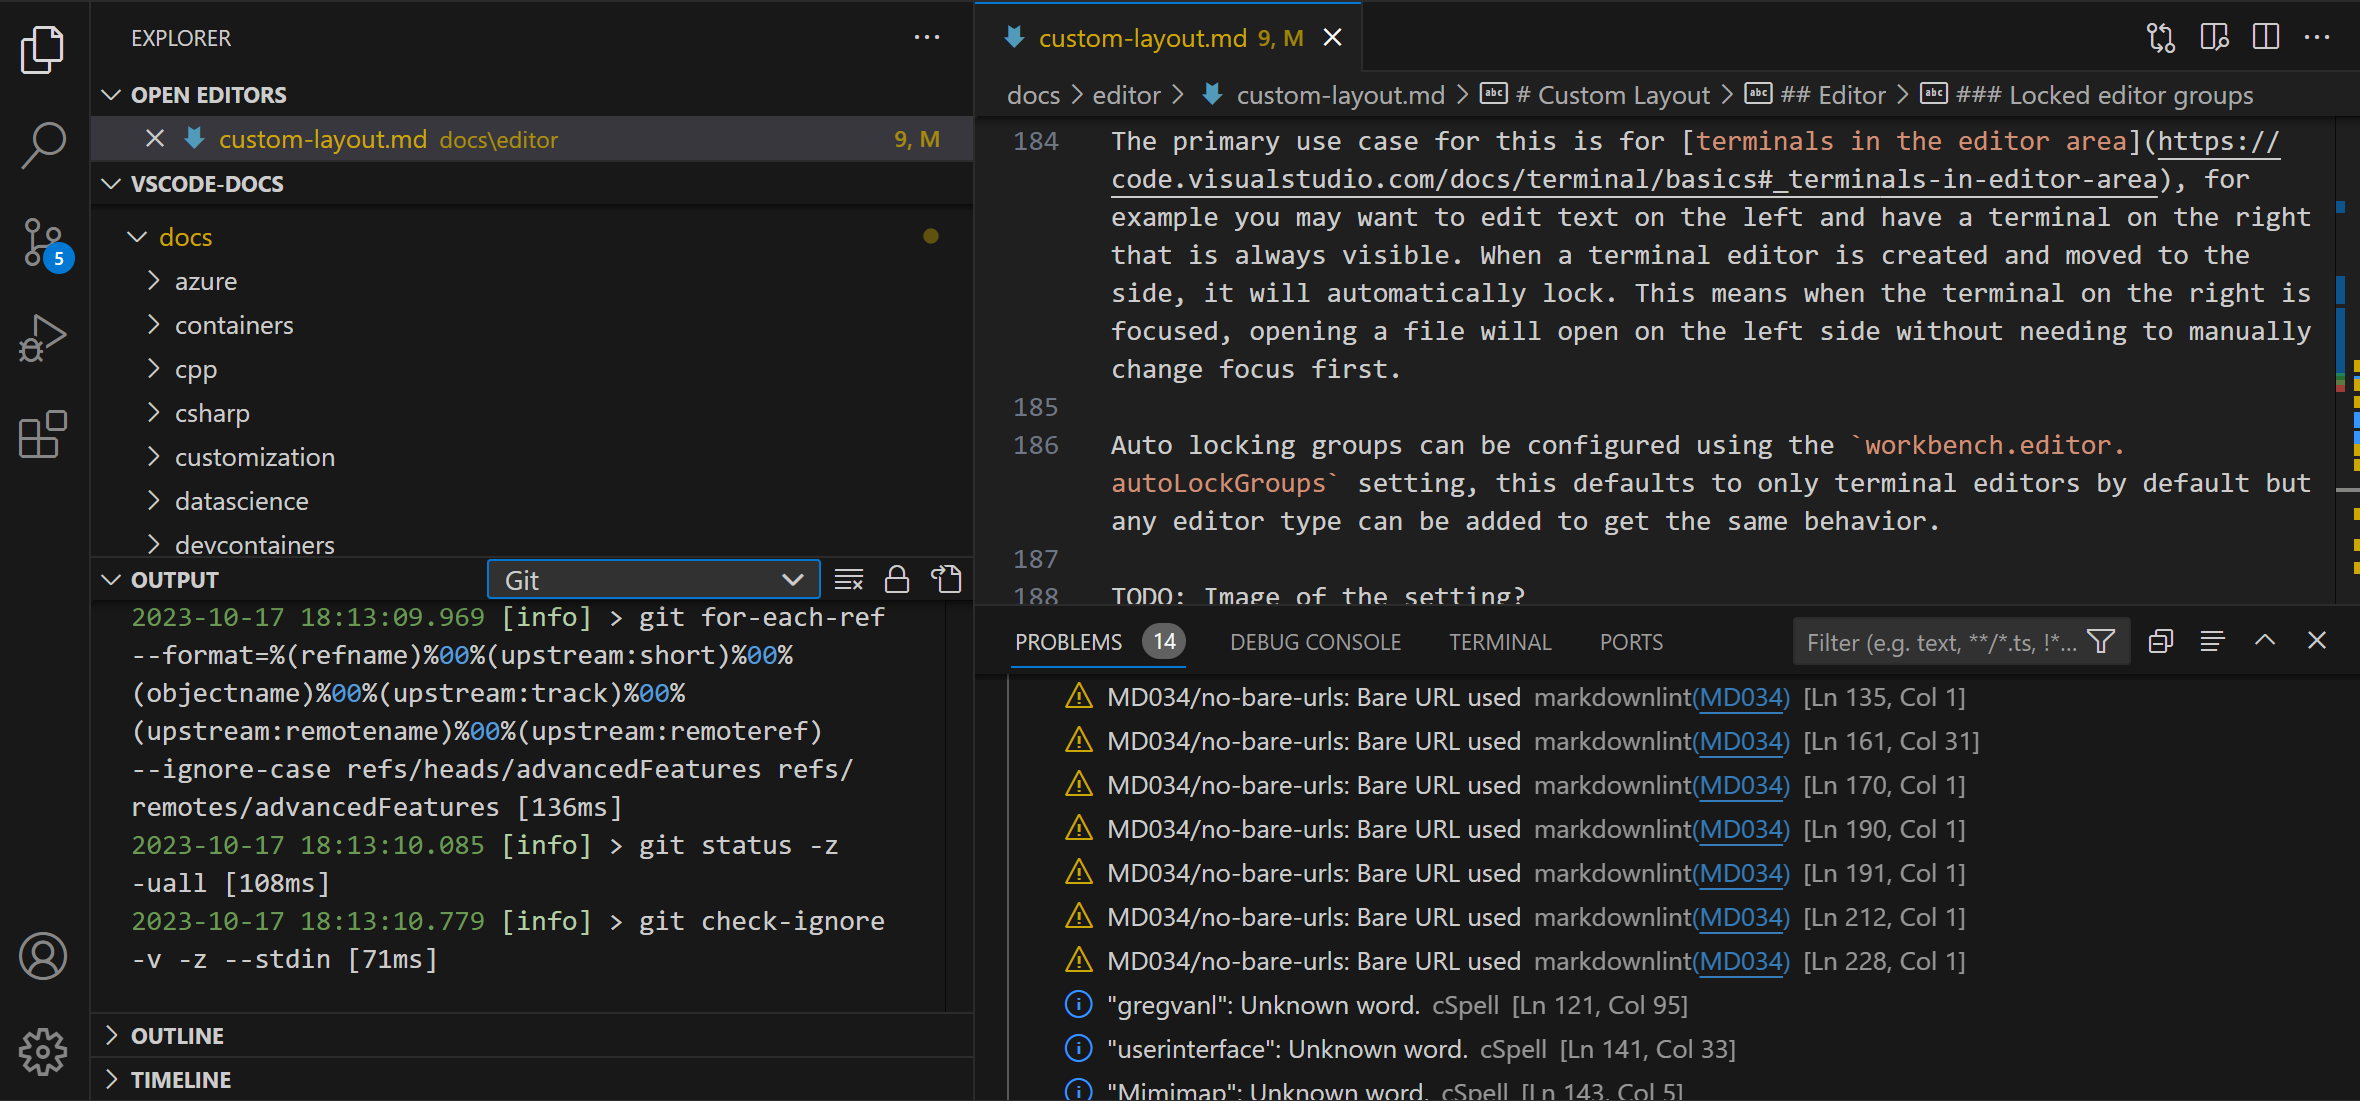 EXPLORER
OPEN EDITORS
custom-layout.md docs\editor 9, M
VSCODE-DOCS
docs
azure
containers
cpp
csharp
customization
datascience
devcontainers
5
OUTPUT Git
2023-10-17 18:13:09.969 [info] > git for-each-ref
--format=%(refname)%00%(upstream:short)%00%
(objectname)%00%(upstream:track)%00%
(upstream:remotename)%00%(upstream:remoteref)
--ignore-case refs/heads/advancedFeatures refs/
remotes/advancedFeatures [136ms]
2023-10-17 18:13:10.085 [info] > git status -z
-uall [108ms]
2023-10-17 18:13:10.779 [info] > git check-ignore
-v -z --stdin [71ms]
OUTLINE
TIMELINE
custom-layout.md 9, M
docs > editor > custom-layout.md > abc # Custom Layout > abc ## Editor > abc ### Locked editor groups
184 The primary use case for this is for [terminals in the editor area](https://
code.visualstudio.com/docs/terminal/basics#_terminals-in-editor-area), for
example you may want to edit text on the left and have a terminal on the right
that is always visible. When a terminal editor is created and moved to the
side, it will automatically lock. This means when the terminal on the right is
focused, opening a file will open on the left side without needing to manually
change focus first.
185
186 Auto locking groups can be configured using the `workbench.editor.
autoLockGroups` setting, this defaults to only terminal editors by default but
any editor type can be added to get the same behavior.
187
188 TODO: Image of the setting?
PROBLEMS 14 DEBUG CONSOLE TERMINAL PORTS Filter (e.g. text, **/*.ts, !*...
MD034/no-bare-urls: Bare URL used markdownlint(MD034) [Ln 135, Col 1]
MD034/no-bare-urls: Bare URL used markdownlint(MD034) [Ln 161, Col 31]
MD034/no-bare-urls: Bare URL used markdownlint(MD034) [Ln 170, Col 1]
MD034/no-bare-urls: Bare URL used markdownlint(MD034) [Ln 190, Col 1]
MD034/no-bare-urls: Bare URL used markdownlint(MD034) [Ln 191, Col 1]
MD034/no-bare-urls: Bare URL used markdownlint(MD034) [Ln 212, Col 1]
MD034/no-bare-urls: Bare URL used markdownlint(MD034) [Ln 228, Col 1]
"gregvanl": Unknown word. cSpell [Ln 121, Col 95]
"userinterface": Unknown word. cSpell [Ln 141, Col 33]
"Mimimap": Unknown word. cSpell [Ln 143, Col 5]